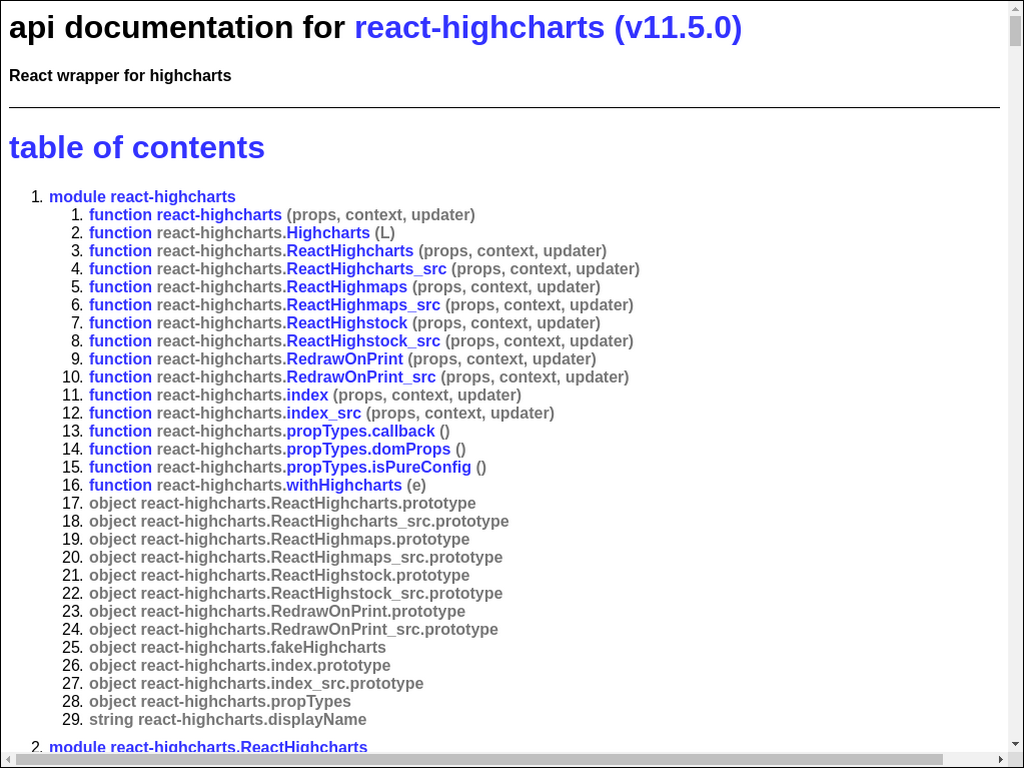 api documentation for react-highcharts (v11.5.0)
React wrapper for highcharts
table of contents
1. module react-highcharts
1. function react-highcharts (props, context, updater)
2. function react-highcharts.Highcharts (L)
3. function react-highcharts.ReactHighcharts (props, context, updater)
4. function react-highcharts.ReactHighcharts_src (props, context, updater)
5. function react-highcharts.ReactHighmaps (props, context, updater)
6. function react-highcharts.ReactHighmaps_src (props, context, updater)
7. function react-highcharts.ReactHighstock (props, context, updater)
8. function react-highcharts.ReactHighstock_src (props, context, updater)
9. function react-highcharts.RedrawOnPrint (props, context, updater)
10. function react-highcharts.RedrawOnPrint_src (props, context, updater)
11. function react-highcharts.index (props, context, updater)
12. function react-highcharts.index_src (props, context, updater)
13. function react-highcharts.propTypes.callback ()
14. function react-highcharts.propTypes.domProps ()
15. function react-highcharts.propTypes.isPureConfig ()
16. function react-highcharts.withHighcharts (e)
17. object react-highcharts.ReactHighcharts.prototype
18. object react-highcharts.ReactHighcharts_src.prototype
19. object react-highcharts.ReactHighmaps.prototype
20. object react-highcharts.ReactHighmaps_src.prototype
21. object react-highcharts.ReactHighstock.prototype
22. object react-highcharts.ReactHighstock_src.prototype
23. object react-highcharts.RedrawOnPrint.prototype
24. object react-highcharts.RedrawOnPrint_src.prototype
25. object react-highcharts.fakeHighcharts
26. object react-highcharts.index.prototype
27. object react-highcharts.index_src.prototype
28. object react-highcharts.propTypes
29. string react-highcharts.displayName
2. module react-highcharts.ReactHighcharts